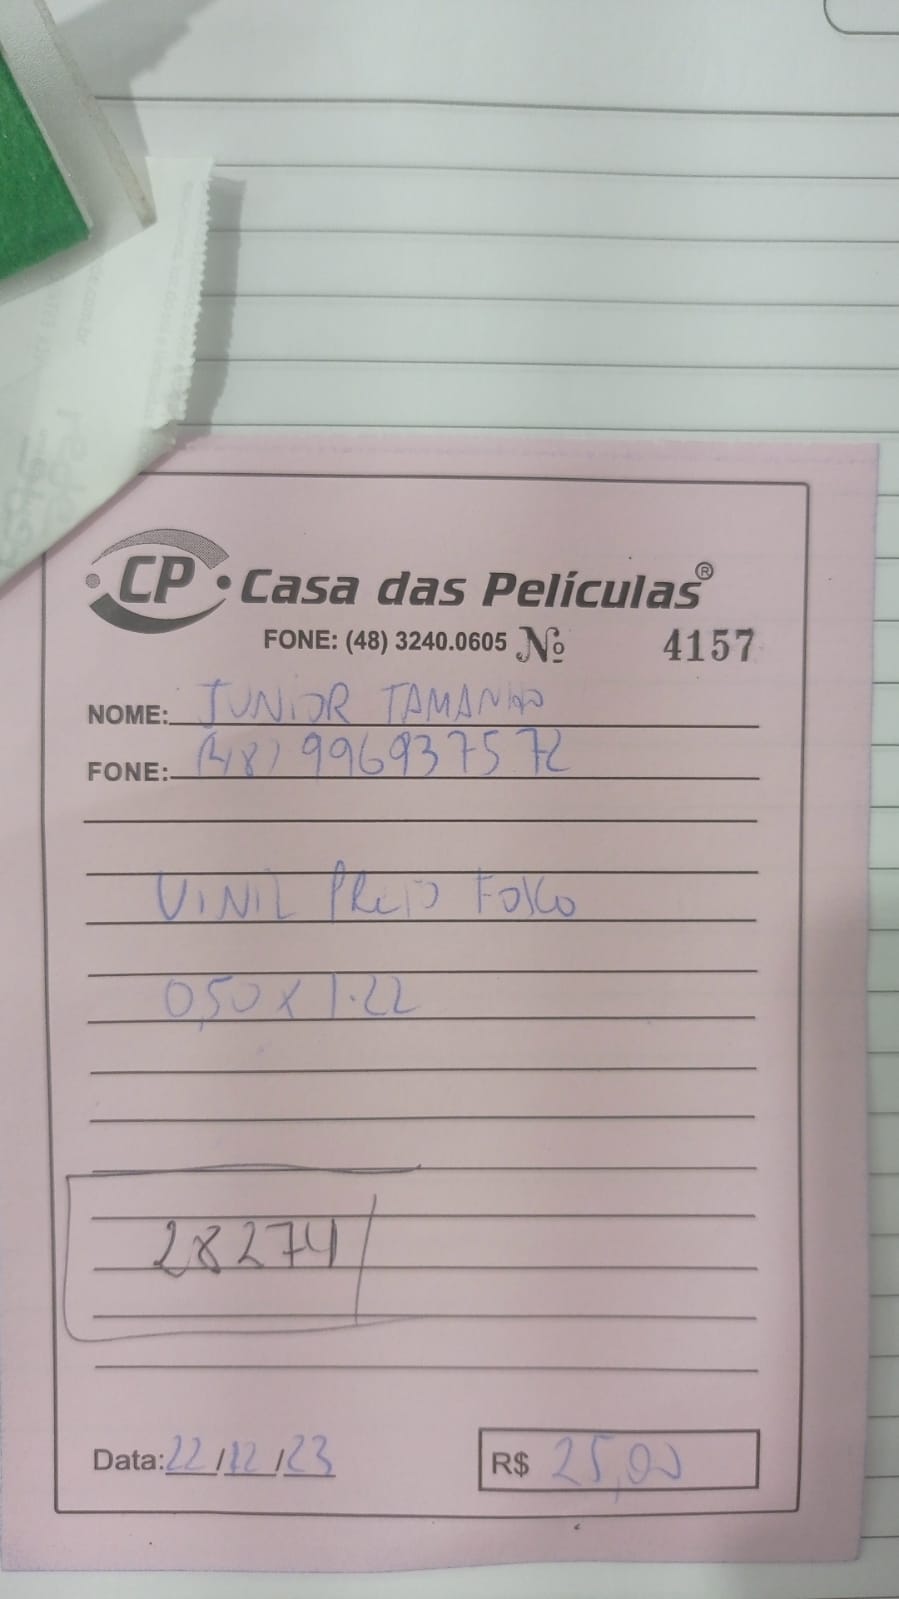 CP Casa das Películas®
FONE: (48) 3240.0605 Nº 4157
NOME: JUNIOR TAMANHO
FONE: (48) 996937572
VINIL PRETO FOSCO
0,50 x 1.22
28274
Data: 22/12/23 R$ 25,00